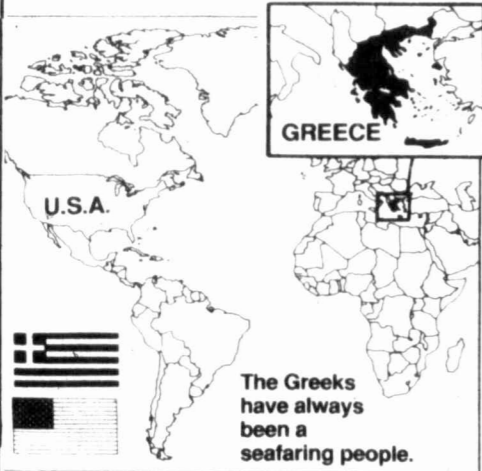 GREECE
U.S.A.
The Greeks
have always
been a
seafaring people.